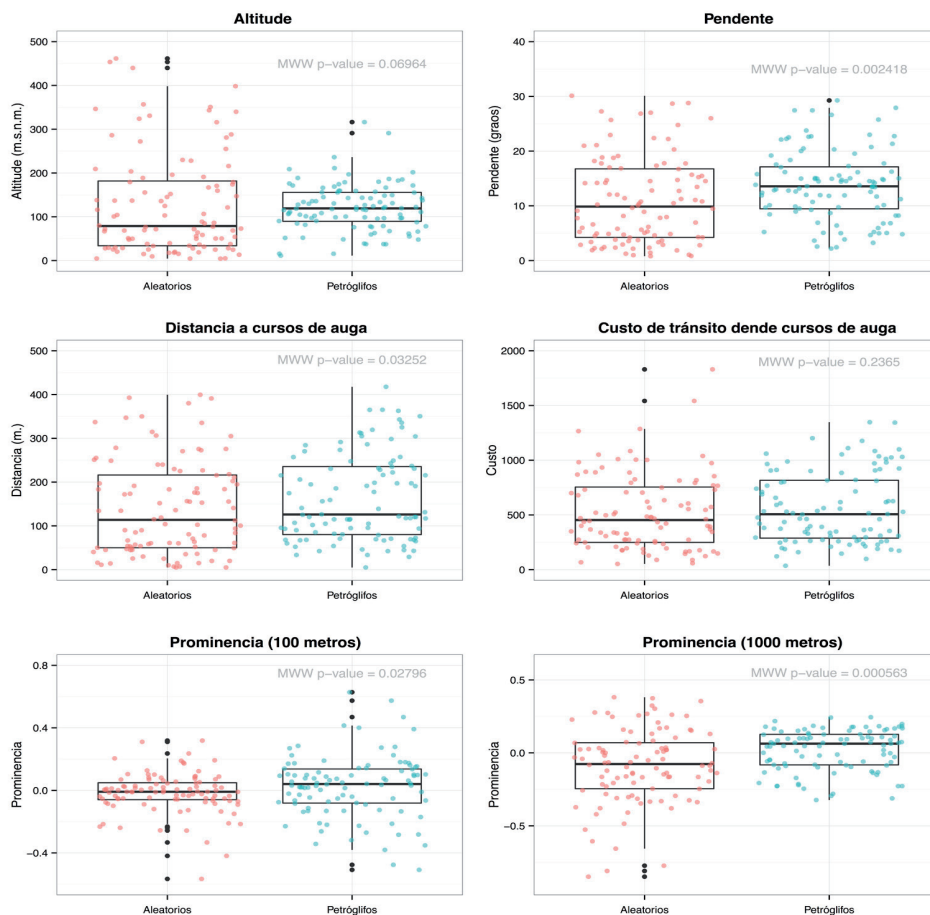 Altitude
Altitude (m.s.n.m.)
500
400
300
200
100
0
MWW p-value = 0.06964
Aleatorios
Petróglifos
Pendente
Pendente (graos)
40
30
20
10
0
MWW p-value = 0.002418
Aleatorios
Petróglifos
Distancia a cursos de auga
Distancia (m.)
500
400
300
200
100
0
MWW p-value = 0.03252
Aleatorios
Petróglifos
Custo de tránsito dende cursos de auga
Custo
2000
1500
1000
500
0
MWW p-value = 0.2365
Aleatorios
Petróglifos
Prominencia (100 metros)
Prominencia
0.8
0.4
0.0
-0.4
MWW p-value = 0.02796
Aleatorios
Petróglifos
Prominencia (1000 metros)
Prominencia
0.5
0.0
-0.5
MWW p-value = 0.000563
Aleatorios
Petróglifos